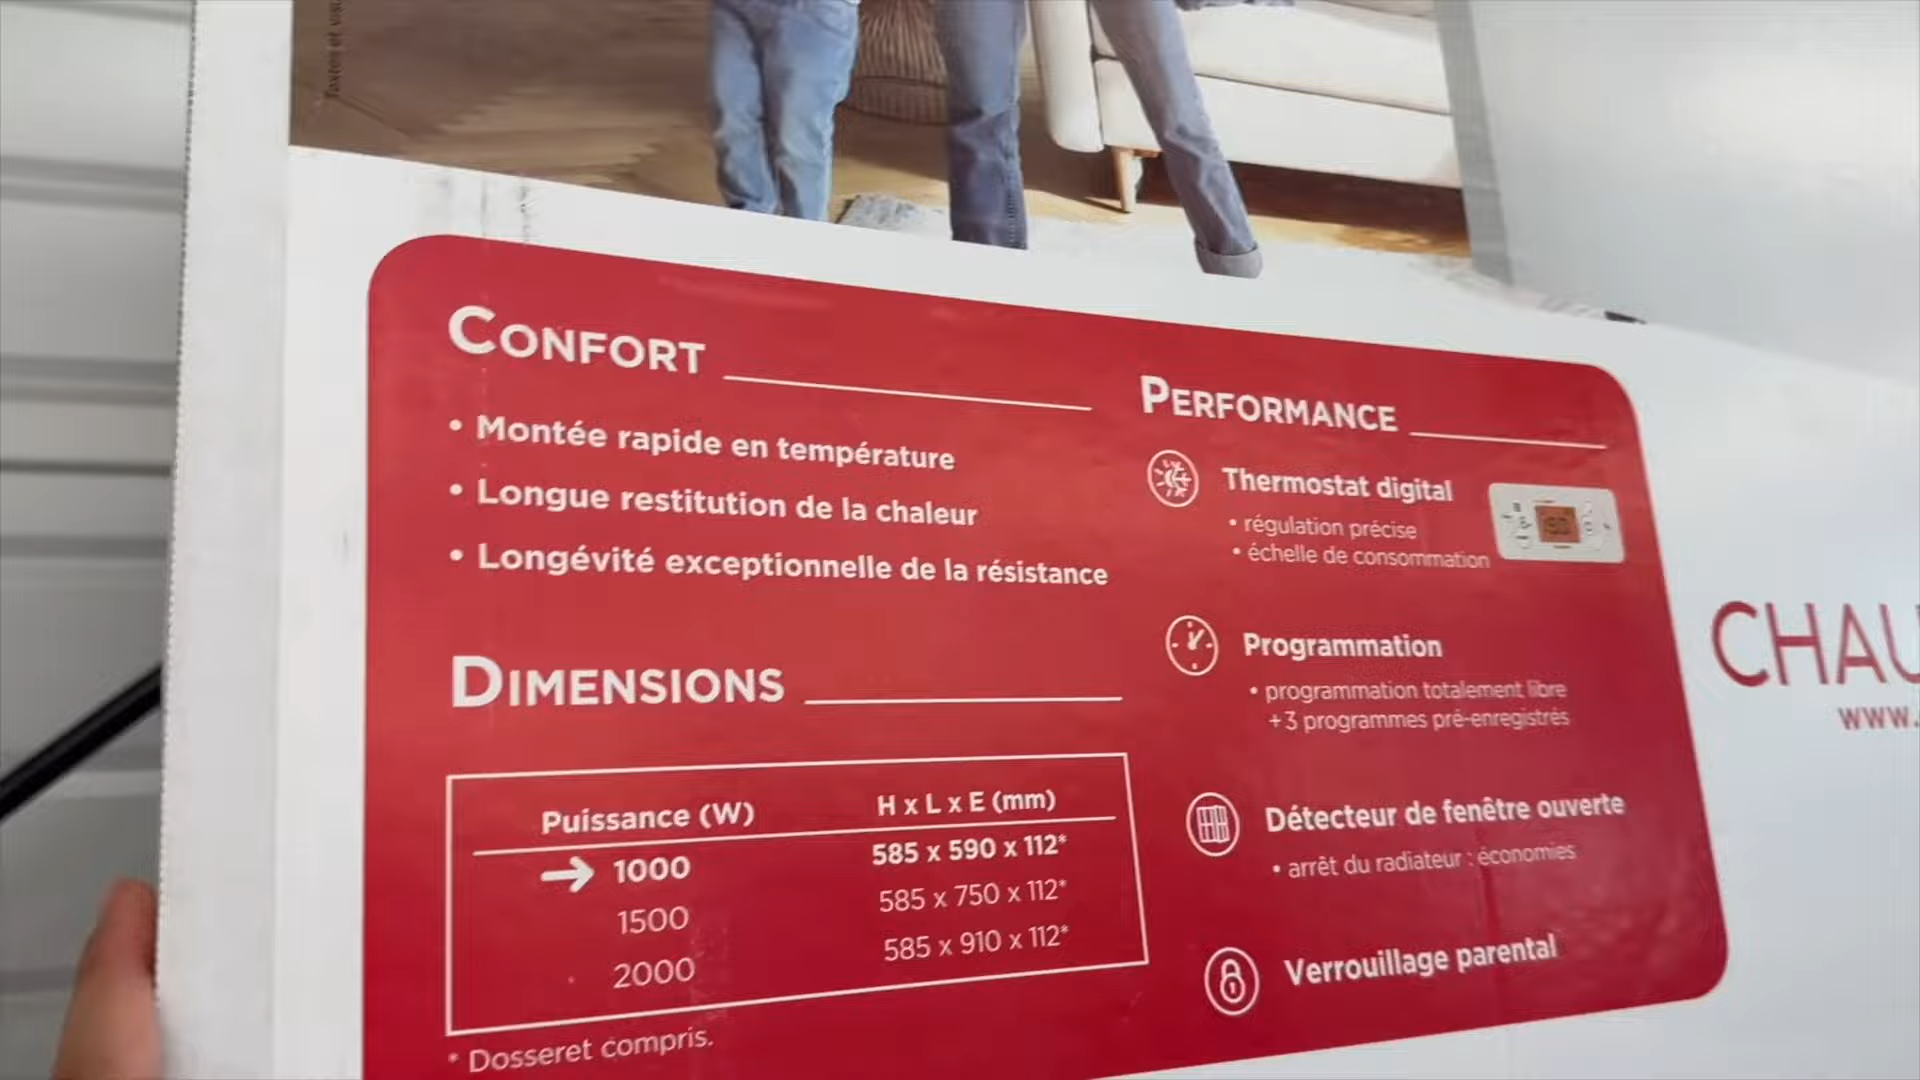 Textes et
CONFORT
• Montée rapide en température
• Longue restitution de la chaleur
• Longévité exceptionnelle de la résistance
DIMENSIONS
Puissance (W) H x L x E (mm)
→ 1000 585 x 590 x 112*
1500 585 x 750 x 112*
2000 585 x 910 x 112*
* Dosseret compris.
PERFORMANCE
Thermostat digital
• régulation précise
• échelle de consommation
Programmation
• programmation totalement libre
+3 programmes pré-enregistrés
Détecteur de fenêtre ouverte
• arrêt du radiateur : économies
Verrouillage parental
CHAU
www.